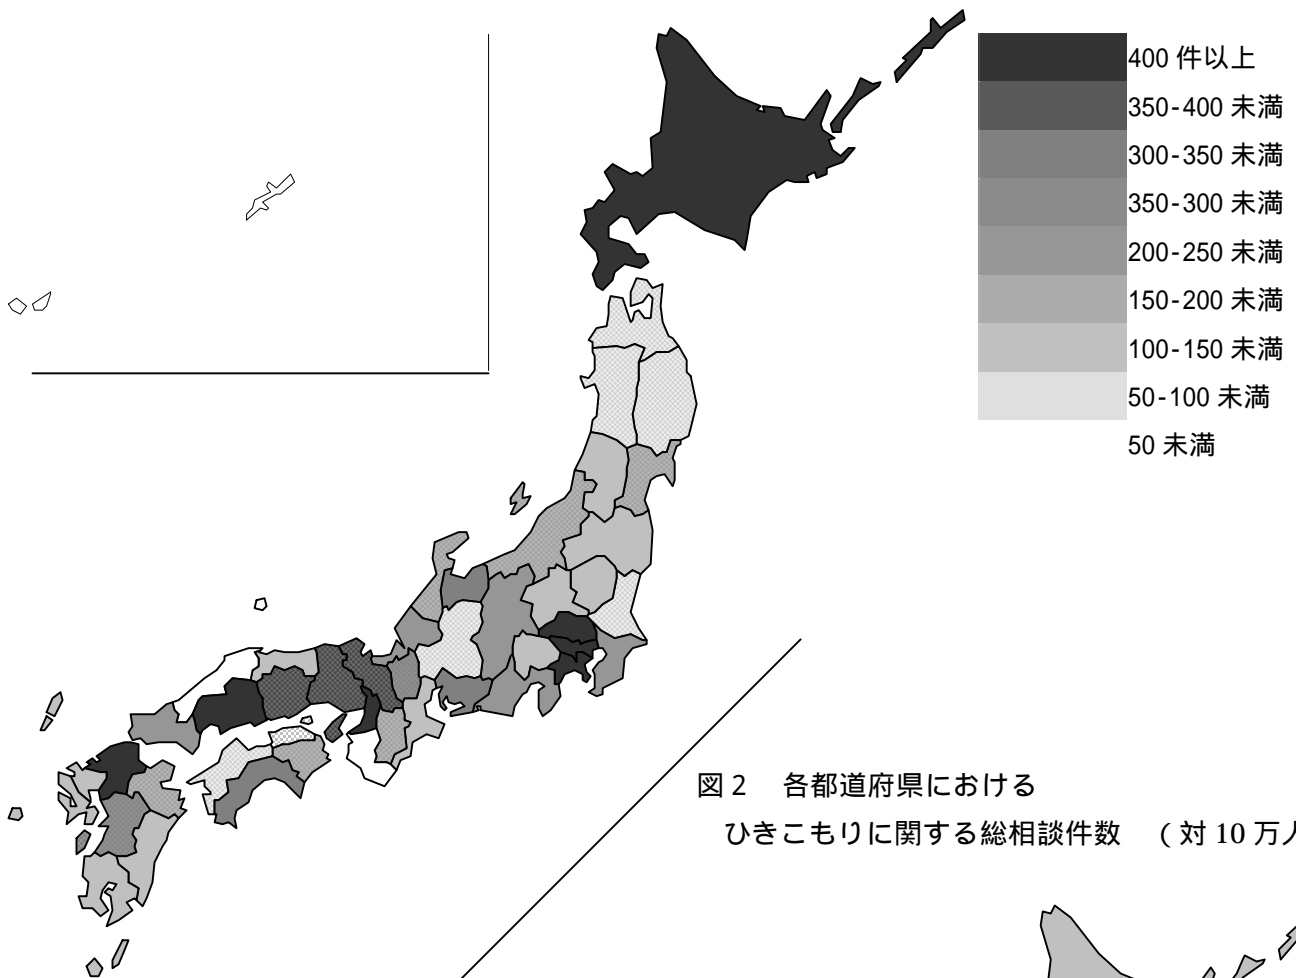 400 件以上
350-400 未満
300-350 未満
350-300 未満
200-250 未満
150-200 未満
100-150 未満
50-100 未満
50 未満
図 2　各都道府県における
ひきこもりに関する総相談件数　( 対 10 万